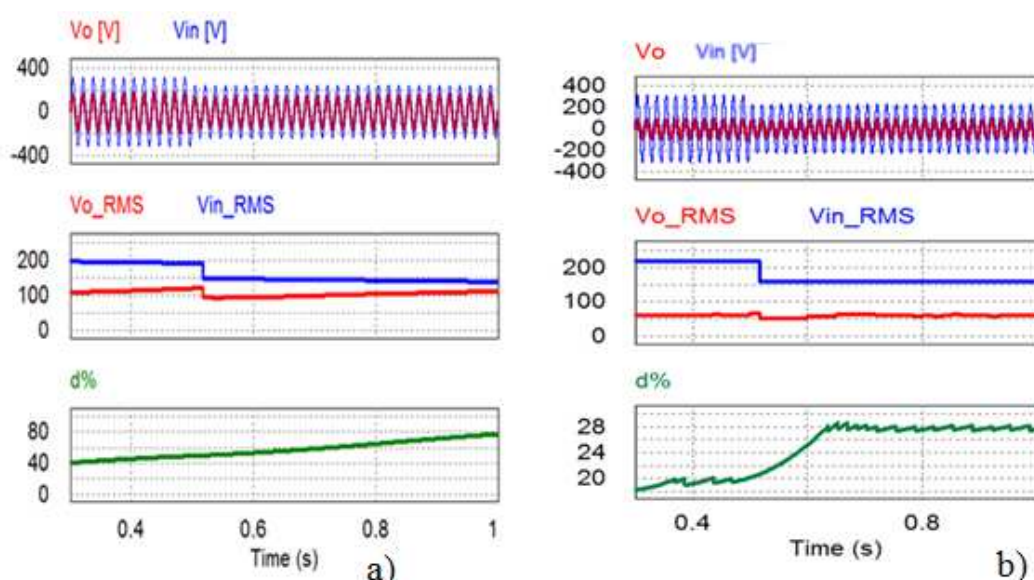 Vo [V] Vin [V]
400
0
-400
Vo_RMS Vin_RMS
200
100
0
d%
80
40
0
0.4 0.6 0.8 1
Time (s)
a)
Vo Vin [V]
400
200
0
-200
-400
Vo_RMS Vin_RMS
200
100
0
d%
28
24
20
0.4 0.8
Time (s)
b)